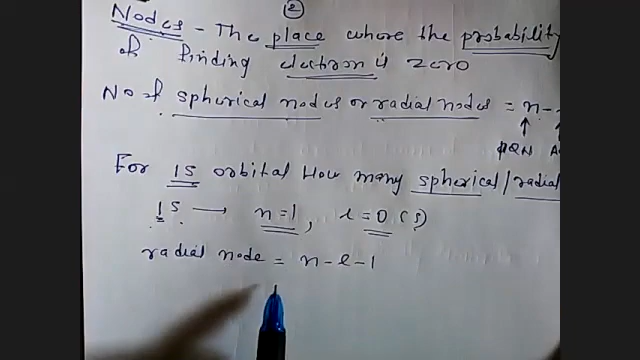 ②
Nodes - The place where the probability
of finding electron is zero
No of spherical nodes or radial nodes = n -
↑ ↑
PQN A
For 1s orbital How many spherical/radial
1s → n=1, l=0(s)
radial node = n-l-1